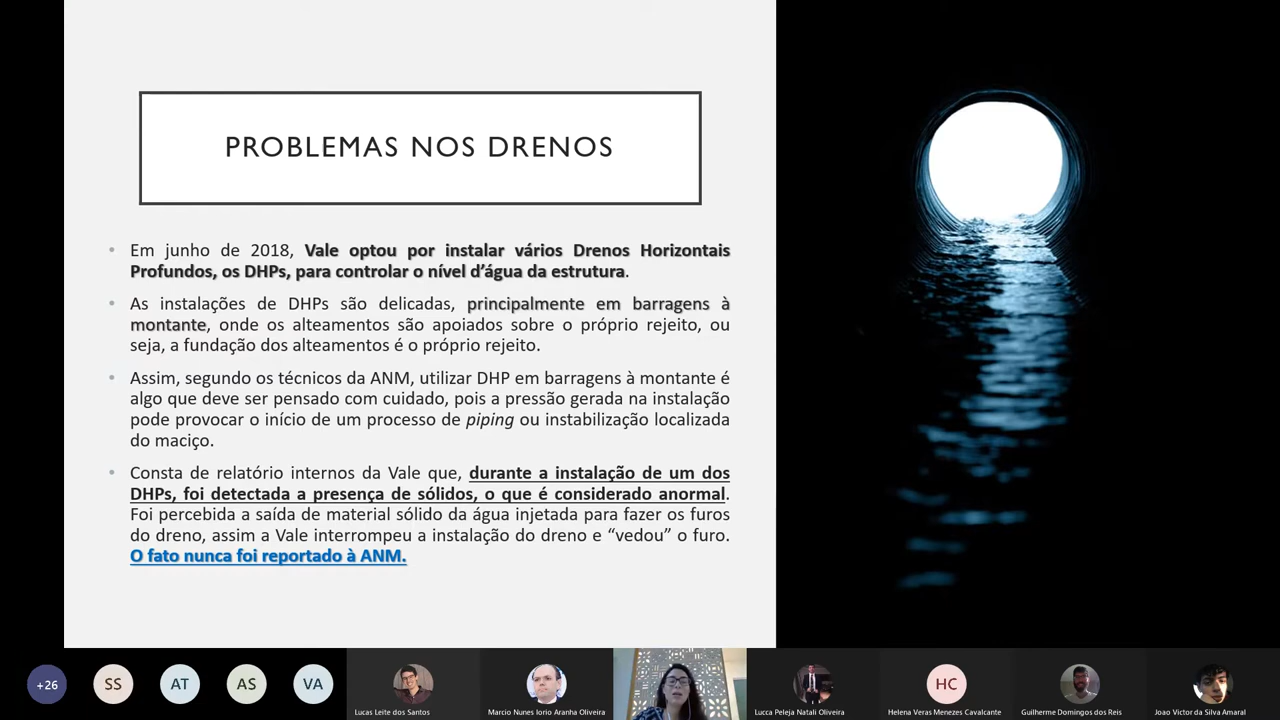 PROBLEMAS NOS DRENOS
• Em junho de 2018, Vale optou por instalar vários Drenos Horizontais
Profundos, os DHPs, para controlar o nível d’água da estrutura.
• As instalações de DHPs são delicadas, principalmente em barragens à
montante, onde os alteamentos são apoiados sobre o próprio rejeito, ou
seja, a fundação dos alteamentos é o próprio rejeito.
• Assim, segundo os técnicos da ANM, utilizar DHP em barragens à montante é
algo que deve ser pensado com cuidado, pois a pressão gerada na instalação
pode provocar o início de um processo de piping ou instabilização localizada
do maciço.
• Consta de relatório internos da Vale que, durante a instalação de um dos
DHPs, foi detectada a presença de sólidos, o que é considerado anormal.
Foi percebida a saída de material sólido da água injetada para fazer os furos
do dreno, assim a Vale interrompeu a instalação do dreno e “vedou” o furo.
O fato nunca foi reportado à ANM.
+26
SS
AT
AS
VA
Lucas Leite dos Santos
Marcio Nunes Iorio Aranha Oliveira
Lucca Peleja Natali Oliveira
HC
Helena Veras Menezes Cavalcante
Guilherme Domingos dos Reis
Joao Victor da Silva Amaral